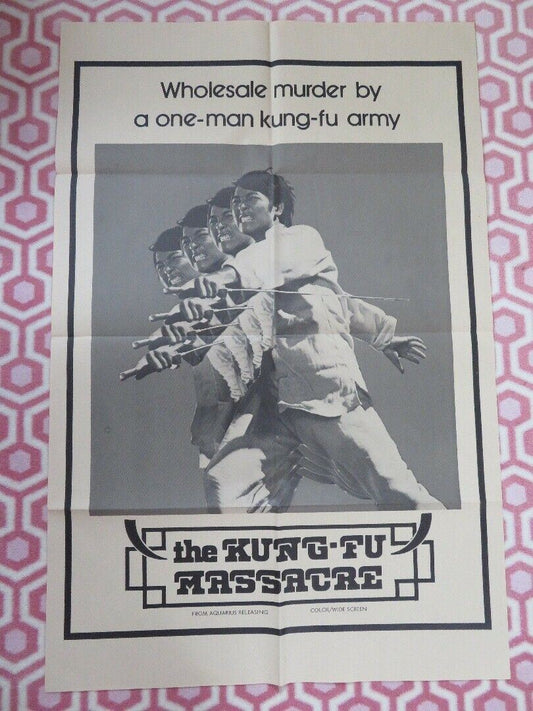 Wholesale murder by
a one-man kung-fu army
the KUNG-FU
MASSACRE
FROM AQUARIUS RELEASING COLOR/WIDE SCREEN